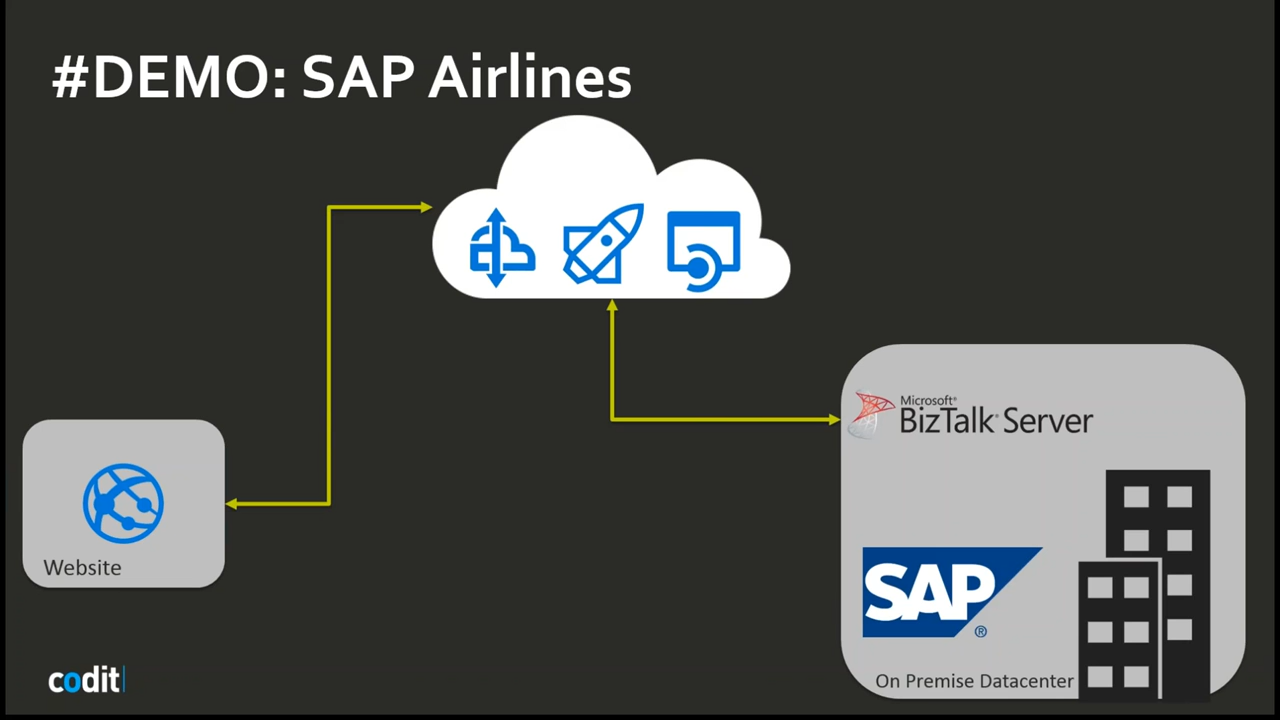 #DEMO: SAP Airlines
Microsoft®
BizTalk® Server
Website
SAP
®
codit
On Premise Datacenter